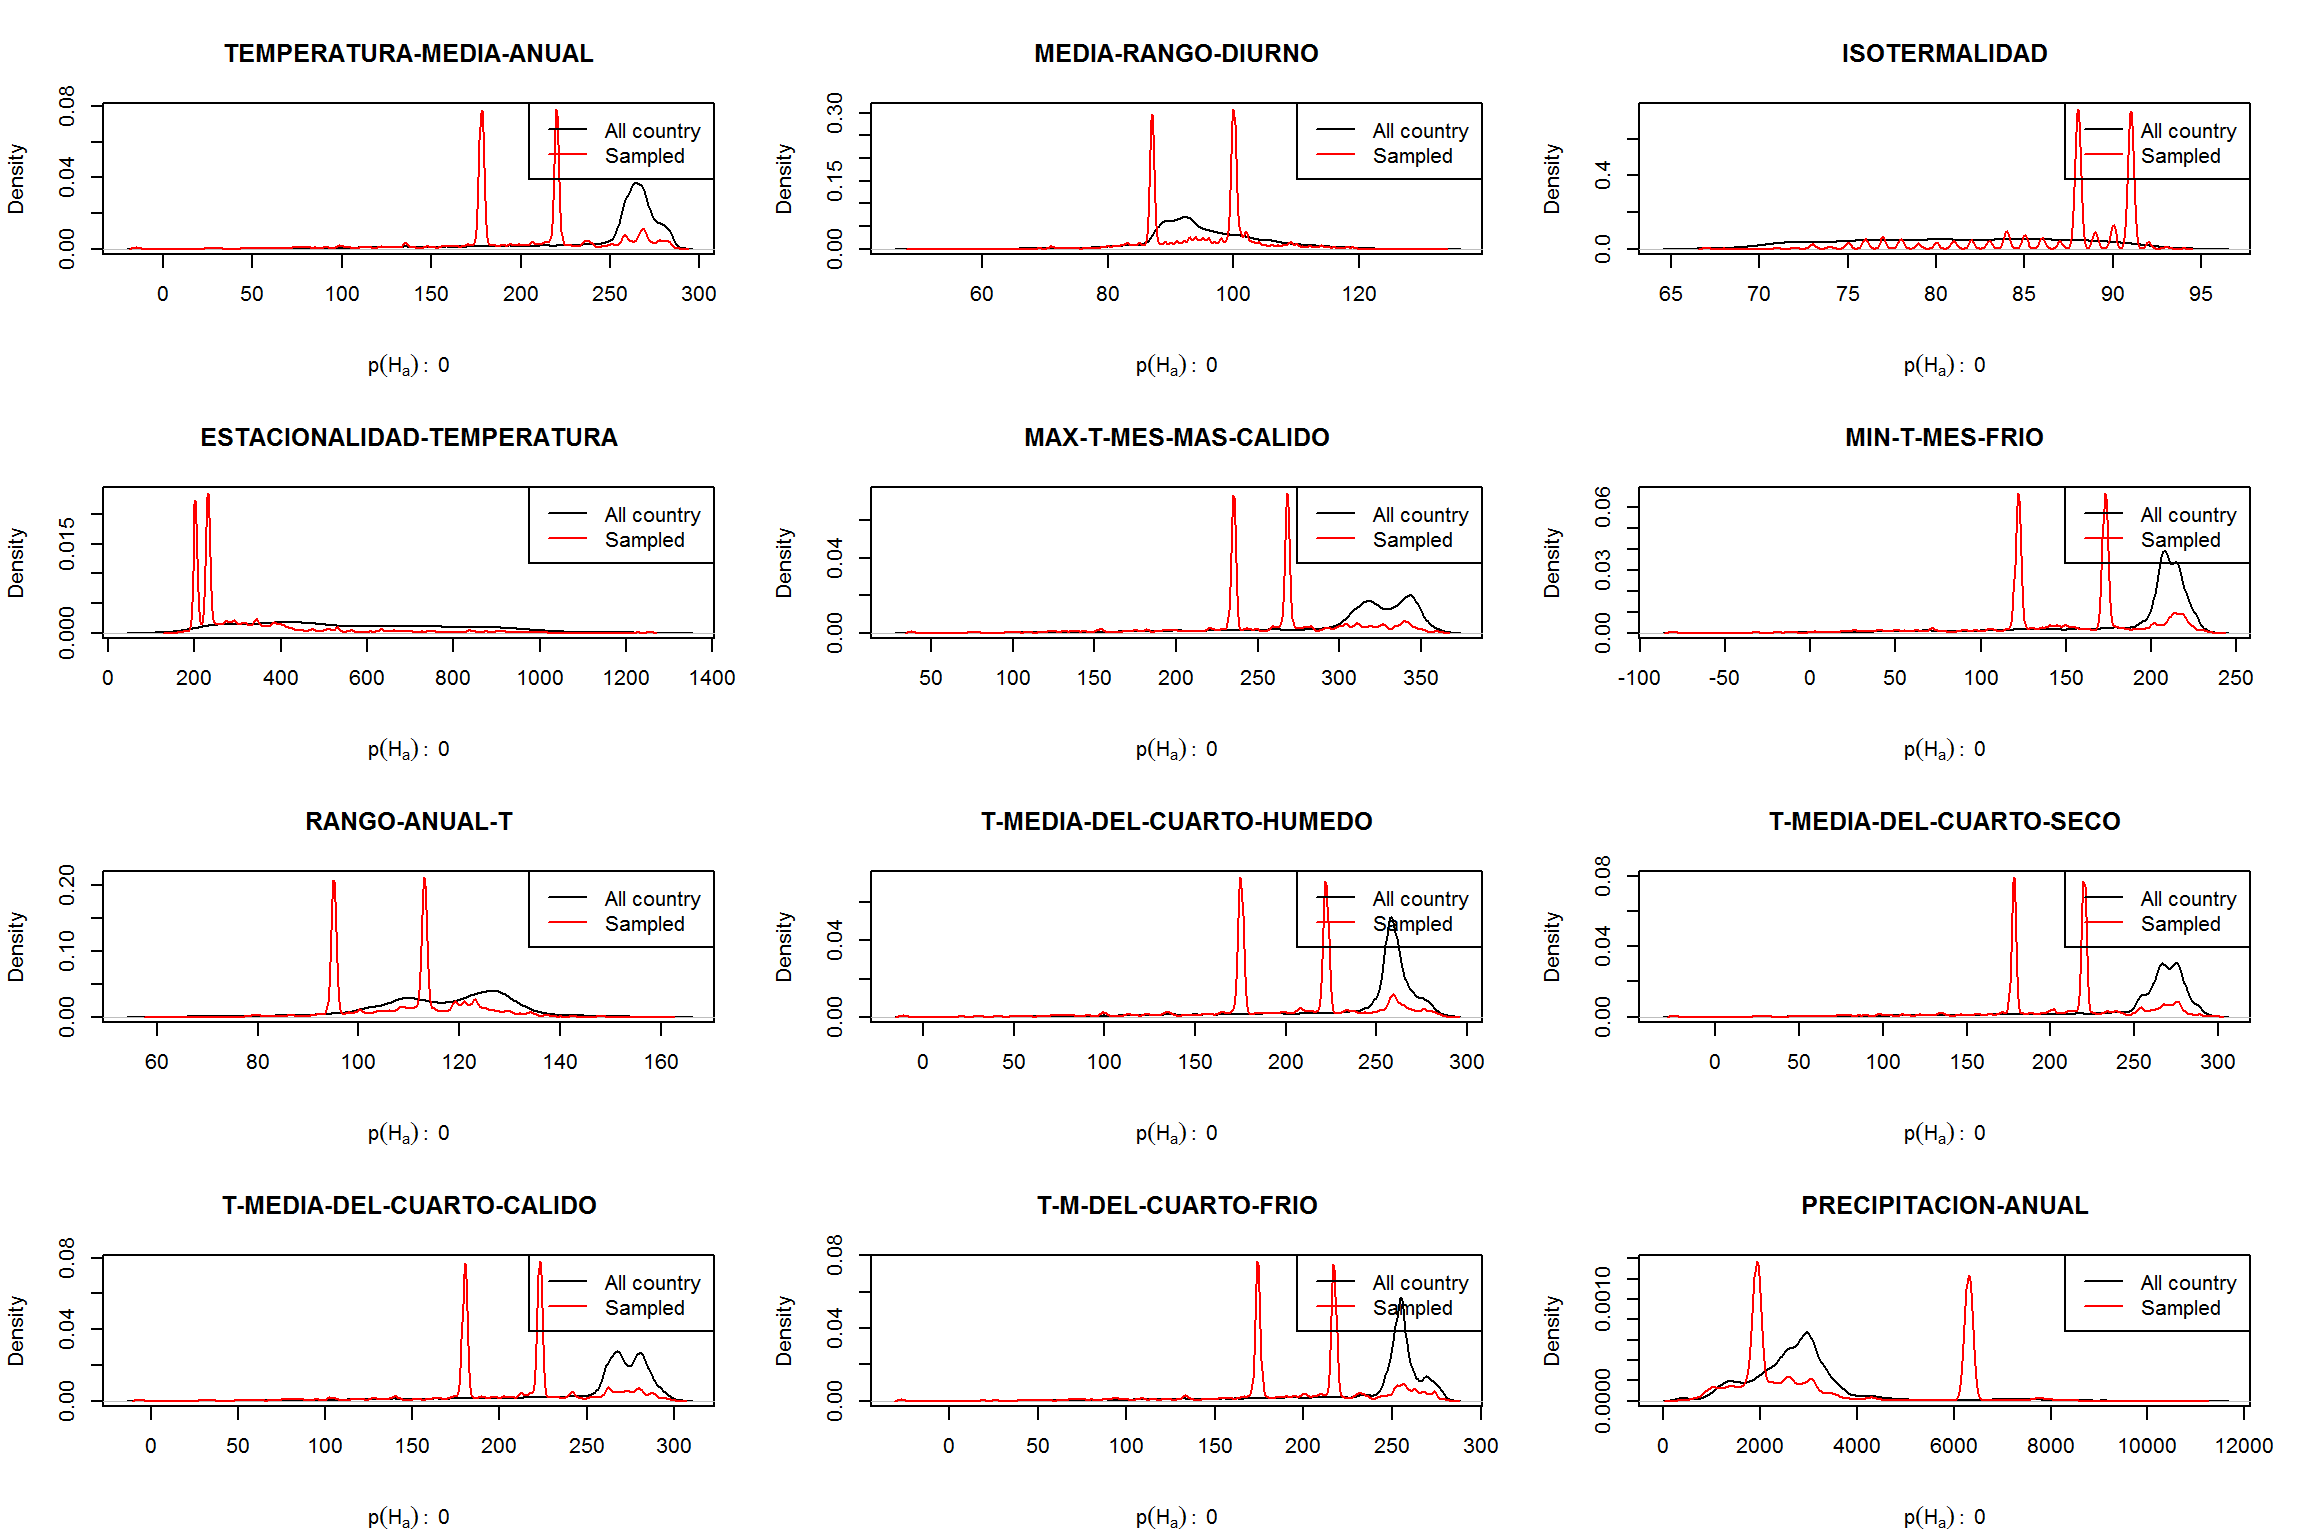 TEMPERATURA-MEDIA-ANUAL
Density
0.00 0.04 0.08
All country
Sampled
0 50 100 150 200 250 300
p(Ha): 0
MEDIA-RANGO-DIURNO
Density
0.00 0.15 0.30
All country
Sampled
60 80 100 120
p(Ha): 0
ISOTERMALIDAD
Density
0.0 0.4
All country
Sampled
65 70 75 80 85 90 95
p(Ha): 0
ESTACIONALIDAD-TEMPERATURA
Density
0.000 0.015
All country
Sampled
0 200 400 600 800 1000 1200 1400
p(Ha): 0
MAX-T-MES-MAS-CALIDO
Density
0.00 0.04
All country
Sampled
50 100 150 200 250 300 350
p(Ha): 0
MIN-T-MES-FRIO
Density
0.00 0.03 0.06
All country
Sampled
-100 -50 0 50 100 150 200 250
p(Ha): 0
RANGO-ANUAL-T
Density
0.00 0.10 0.20
All country
Sampled
60 80 100 120 140 160
p(Ha): 0
T-MEDIA-DEL-CUARTO-HUMEDO
Density
0.00 0.04
All country
Sampled
0 50 100 150 200 250 300
p(Ha): 0
T-MEDIA-DEL-CUARTO-SECO
Density
0.00 0.04 0.08
All country
Sampled
0 50 100 150 200 250 300
p(Ha): 0
T-MEDIA-DEL-CUARTO-CALIDO
Density
0.00 0.04 0.08
All country
Sampled
0 50 100 150 200 250 300
p(Ha): 0
T-M-DEL-CUARTO-FRIO
Density
0.00 0.04 0.08
All country
Sampled
0 50 100 150 200 250 300
p(Ha): 0
PRECIPITACION-ANUAL
Density
0.0000 0.0010
All country
Sampled
0 2000 4000 6000 8000 10000 12000
p(Ha): 0